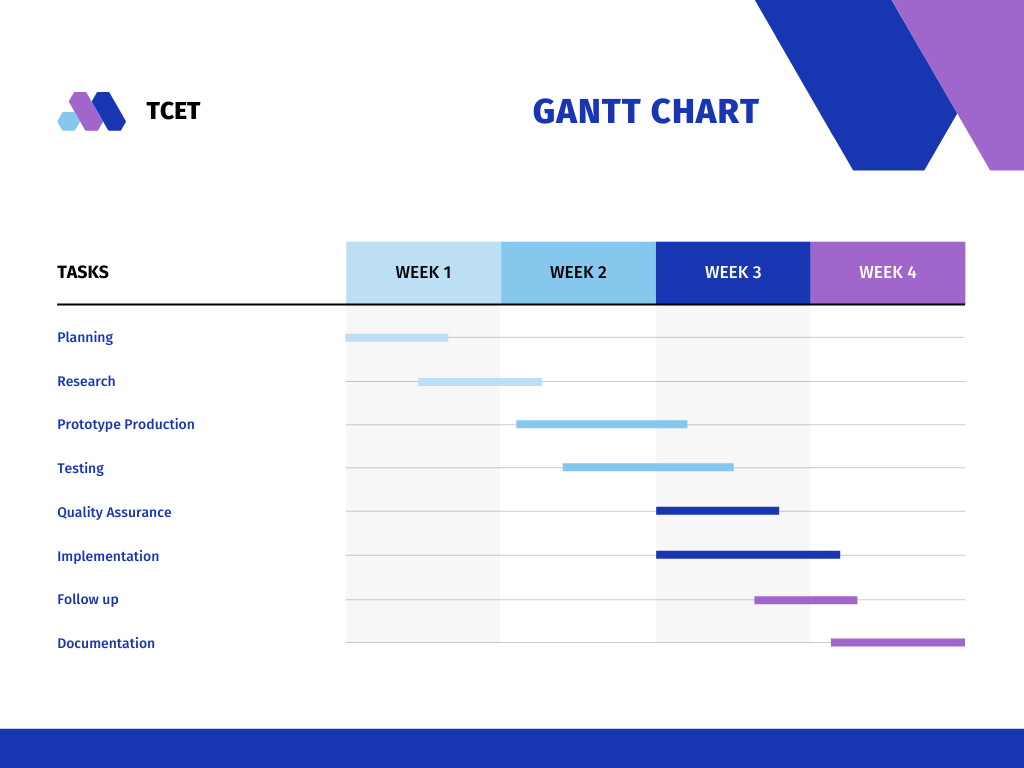 TCET
GANTT CHART
TASKS WEEK 1 WEEK 2 WEEK 3 WEEK 4
Planning
Research
Prototype Production
Testing
Quality Assurance
Implementation
Follow up
Documentation